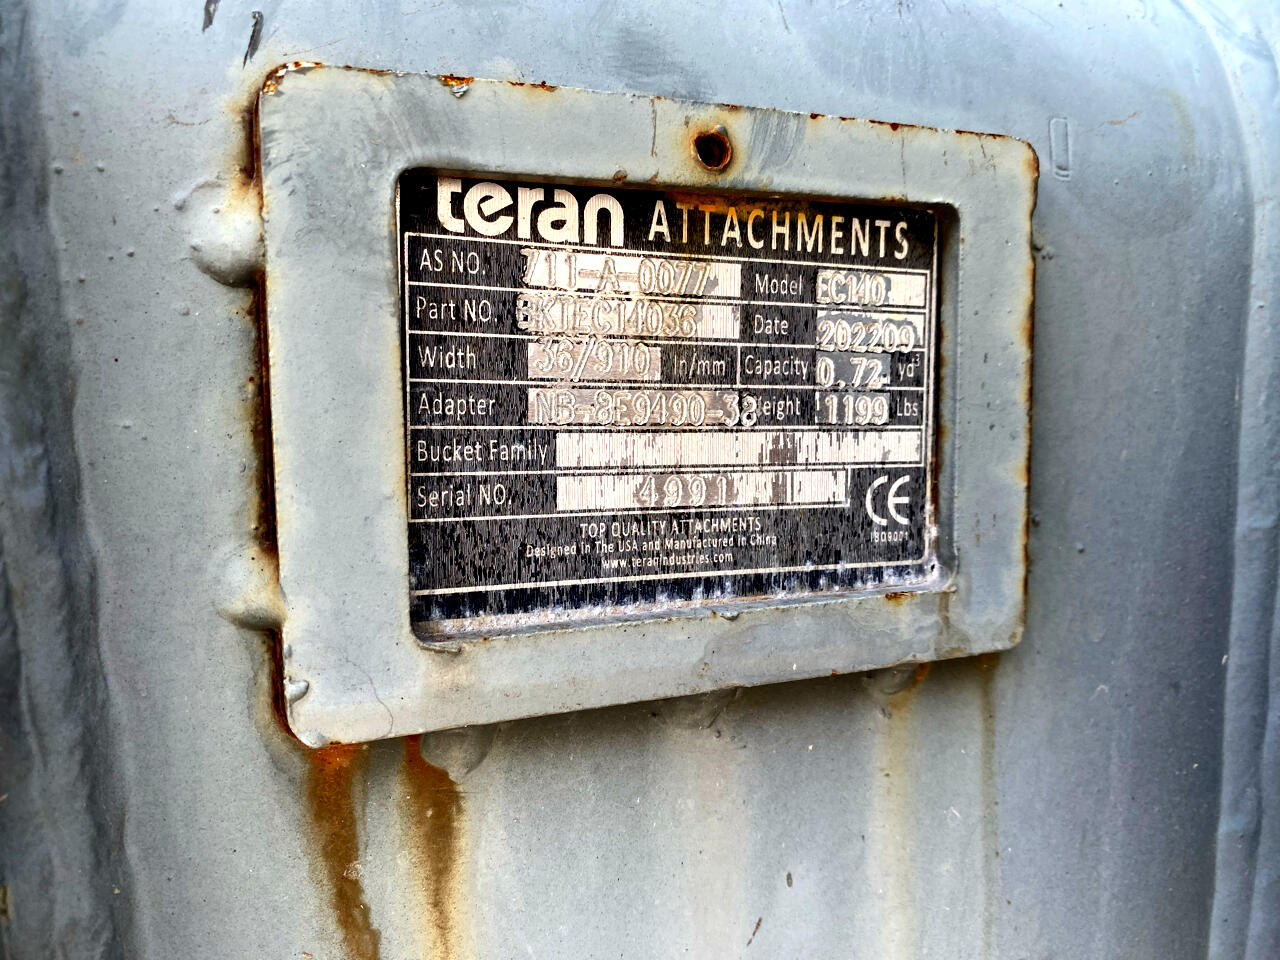 teran ATTACHMENTS
AS NO. 711-A-0077 Model EC140
Part NO. BKTEC14036 Date 202209
Width 36/910 In/mm Capacity 0.72 yd³
Adapter NB-8E9490-38 eight 1199 Lbs
Bucket Family
Serial NO. CE
TOP QUALITY ATTACHMENTS ISO9001
Designed in The USA and Manufactured in China
www.teranindustries.com